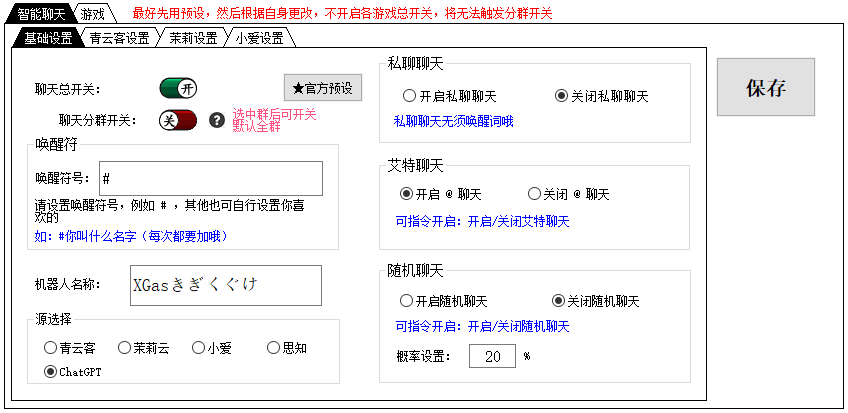 智能聊天 游戏 最好先用预设，然后根据自身更改，不开启各游戏总开关，将无法触发分群开关
基础设置 青云客设置 茉莉设置 小爱设置
聊天总开关： 开 ★官方预设
聊天分群开关： 关 ? 选中群后可开关
默认全群
唤醒符
唤醒符号： #
请设置唤醒符号，例如 # ，其他也可自行设置你喜
欢的
如：#你叫什么名字（每次都要加哦）
机器人名称： XGasきぎくぐけ
源选择
青云客 茉莉云 小爱 思知
ChatGPT
私聊聊天
开启私聊聊天 关闭私聊聊天
私聊聊天无须唤醒词哦
艾特聊天
开启 @ 聊天 关闭 @ 聊天
可指令开启：开启/关闭艾特聊天
随机聊天
开启随机聊天 关闭随机聊天
可指令开启：开启/关闭随机聊天
概率设置： 20 %
保存